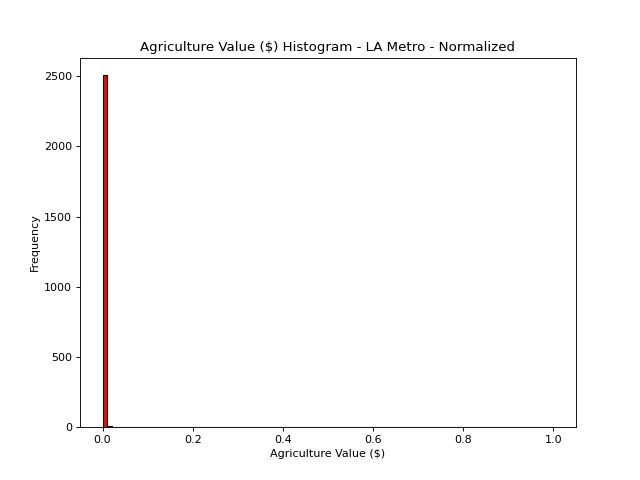 Agriculture Value ($) Histogram - LA Metro - Normalized
2500
2000
1500
1000
500
0
Frequency
0.0 0.2 0.4 0.6 0.8 1.0
Agriculture Value ($)